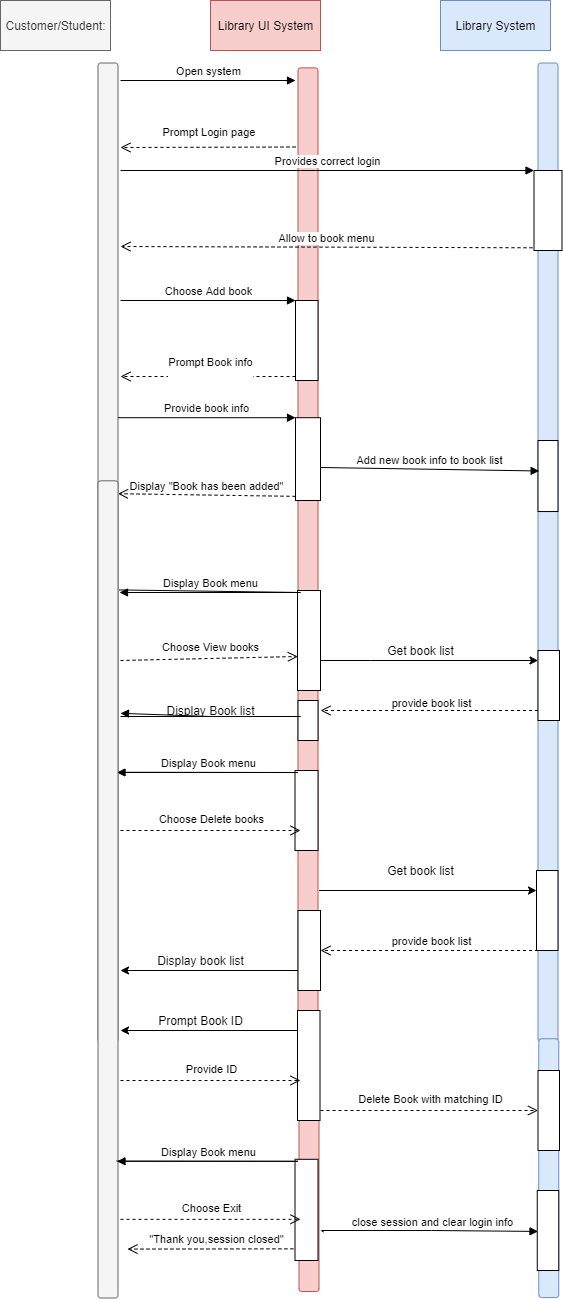 Customer/Student:
Library UI System
Library System
Open system
Prompt Login page
Provides correct login
Allow to book menu
Choose Add book
Prompt Book info
Provide book info
Add new book info to book list
Display "Book has been added"
Display Book menu
Choose View books
Get book list
provide book list
Display Book list
Display Book menu
Choose Delete books
Get book list
provide book list
Display book list
Prompt Book ID
Provide ID
Delete Book with matching ID
Display Book menu
Choose Exit
close session and clear login info
"Thank you,session closed"